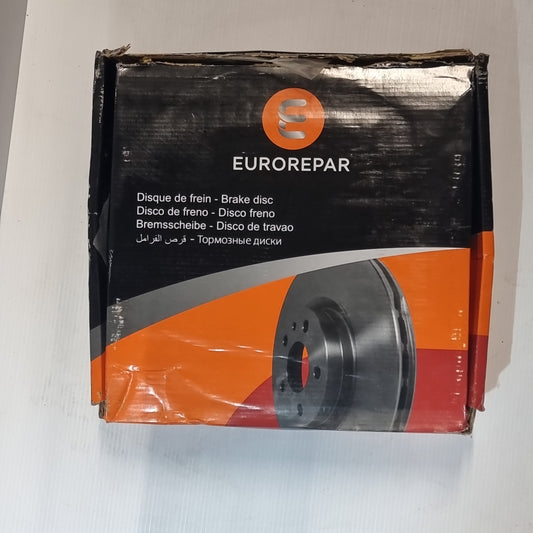 EUROREPAR
Disque de frein - Brake disc
Disco de freno - Disco freno
Bremsscheibe - Disco de travao
قرص الفرامل - Тормозные диски